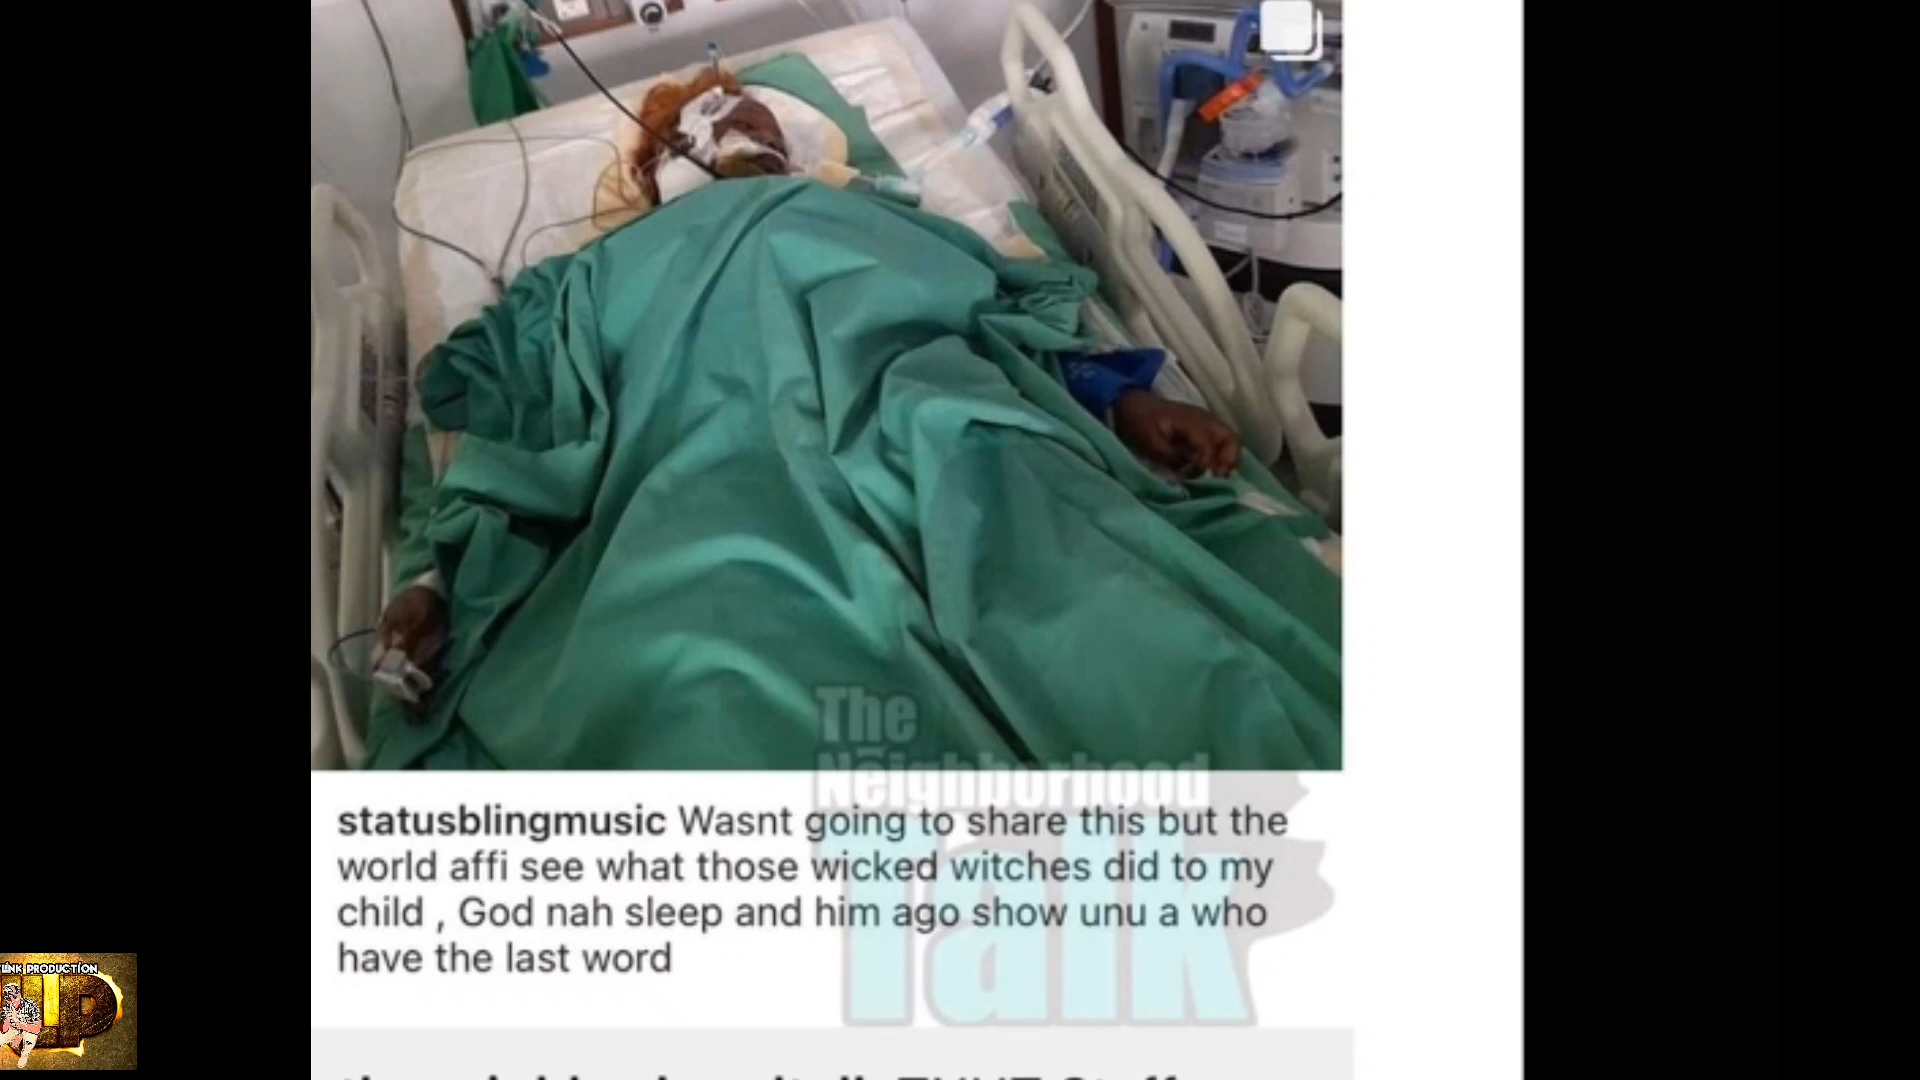 The
Neighborhood
Talk
statusblingmusic Wasnt going to share this but the
world affi see what those wicked witches did to my
child , God nah sleep and him ago show unu a who
have the last word
LINK PRODUCTION
LP